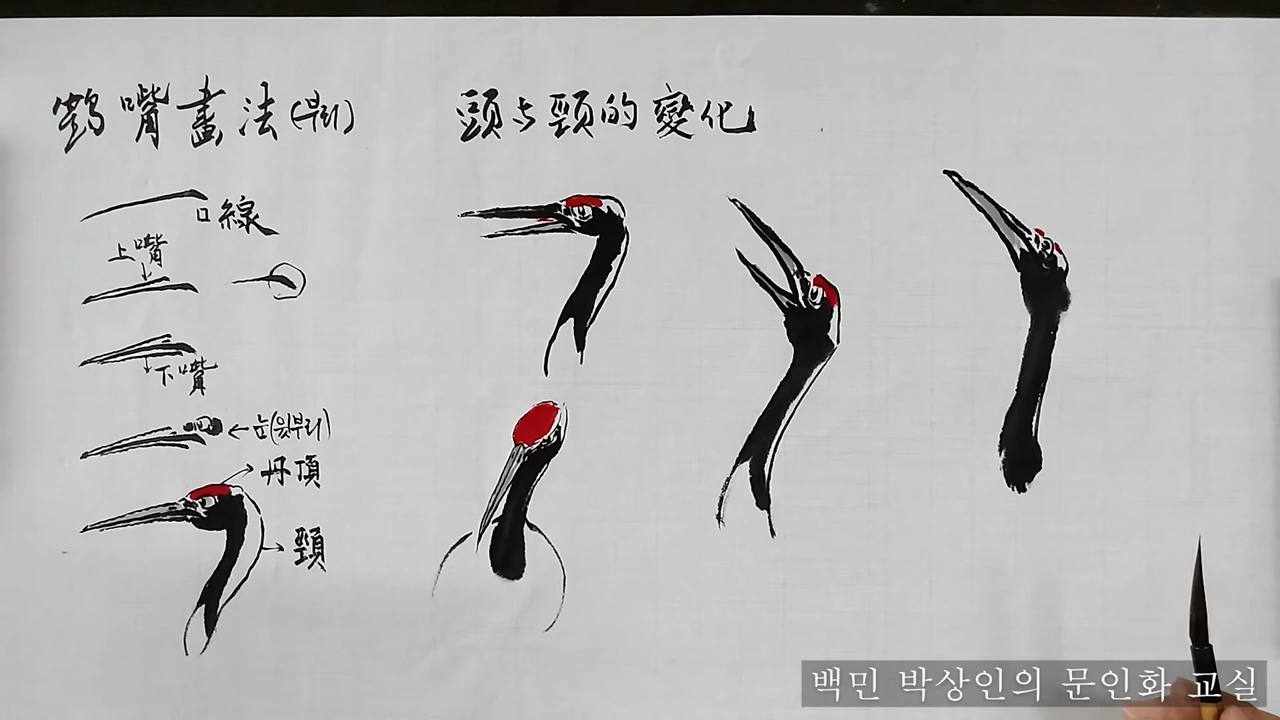 鶴嘴畵法(부리)
頭与頸的變化
口線
上嘴
下嘴
눈(윗부리)
丹頂
頸
백민 박상인의 문인화 교실